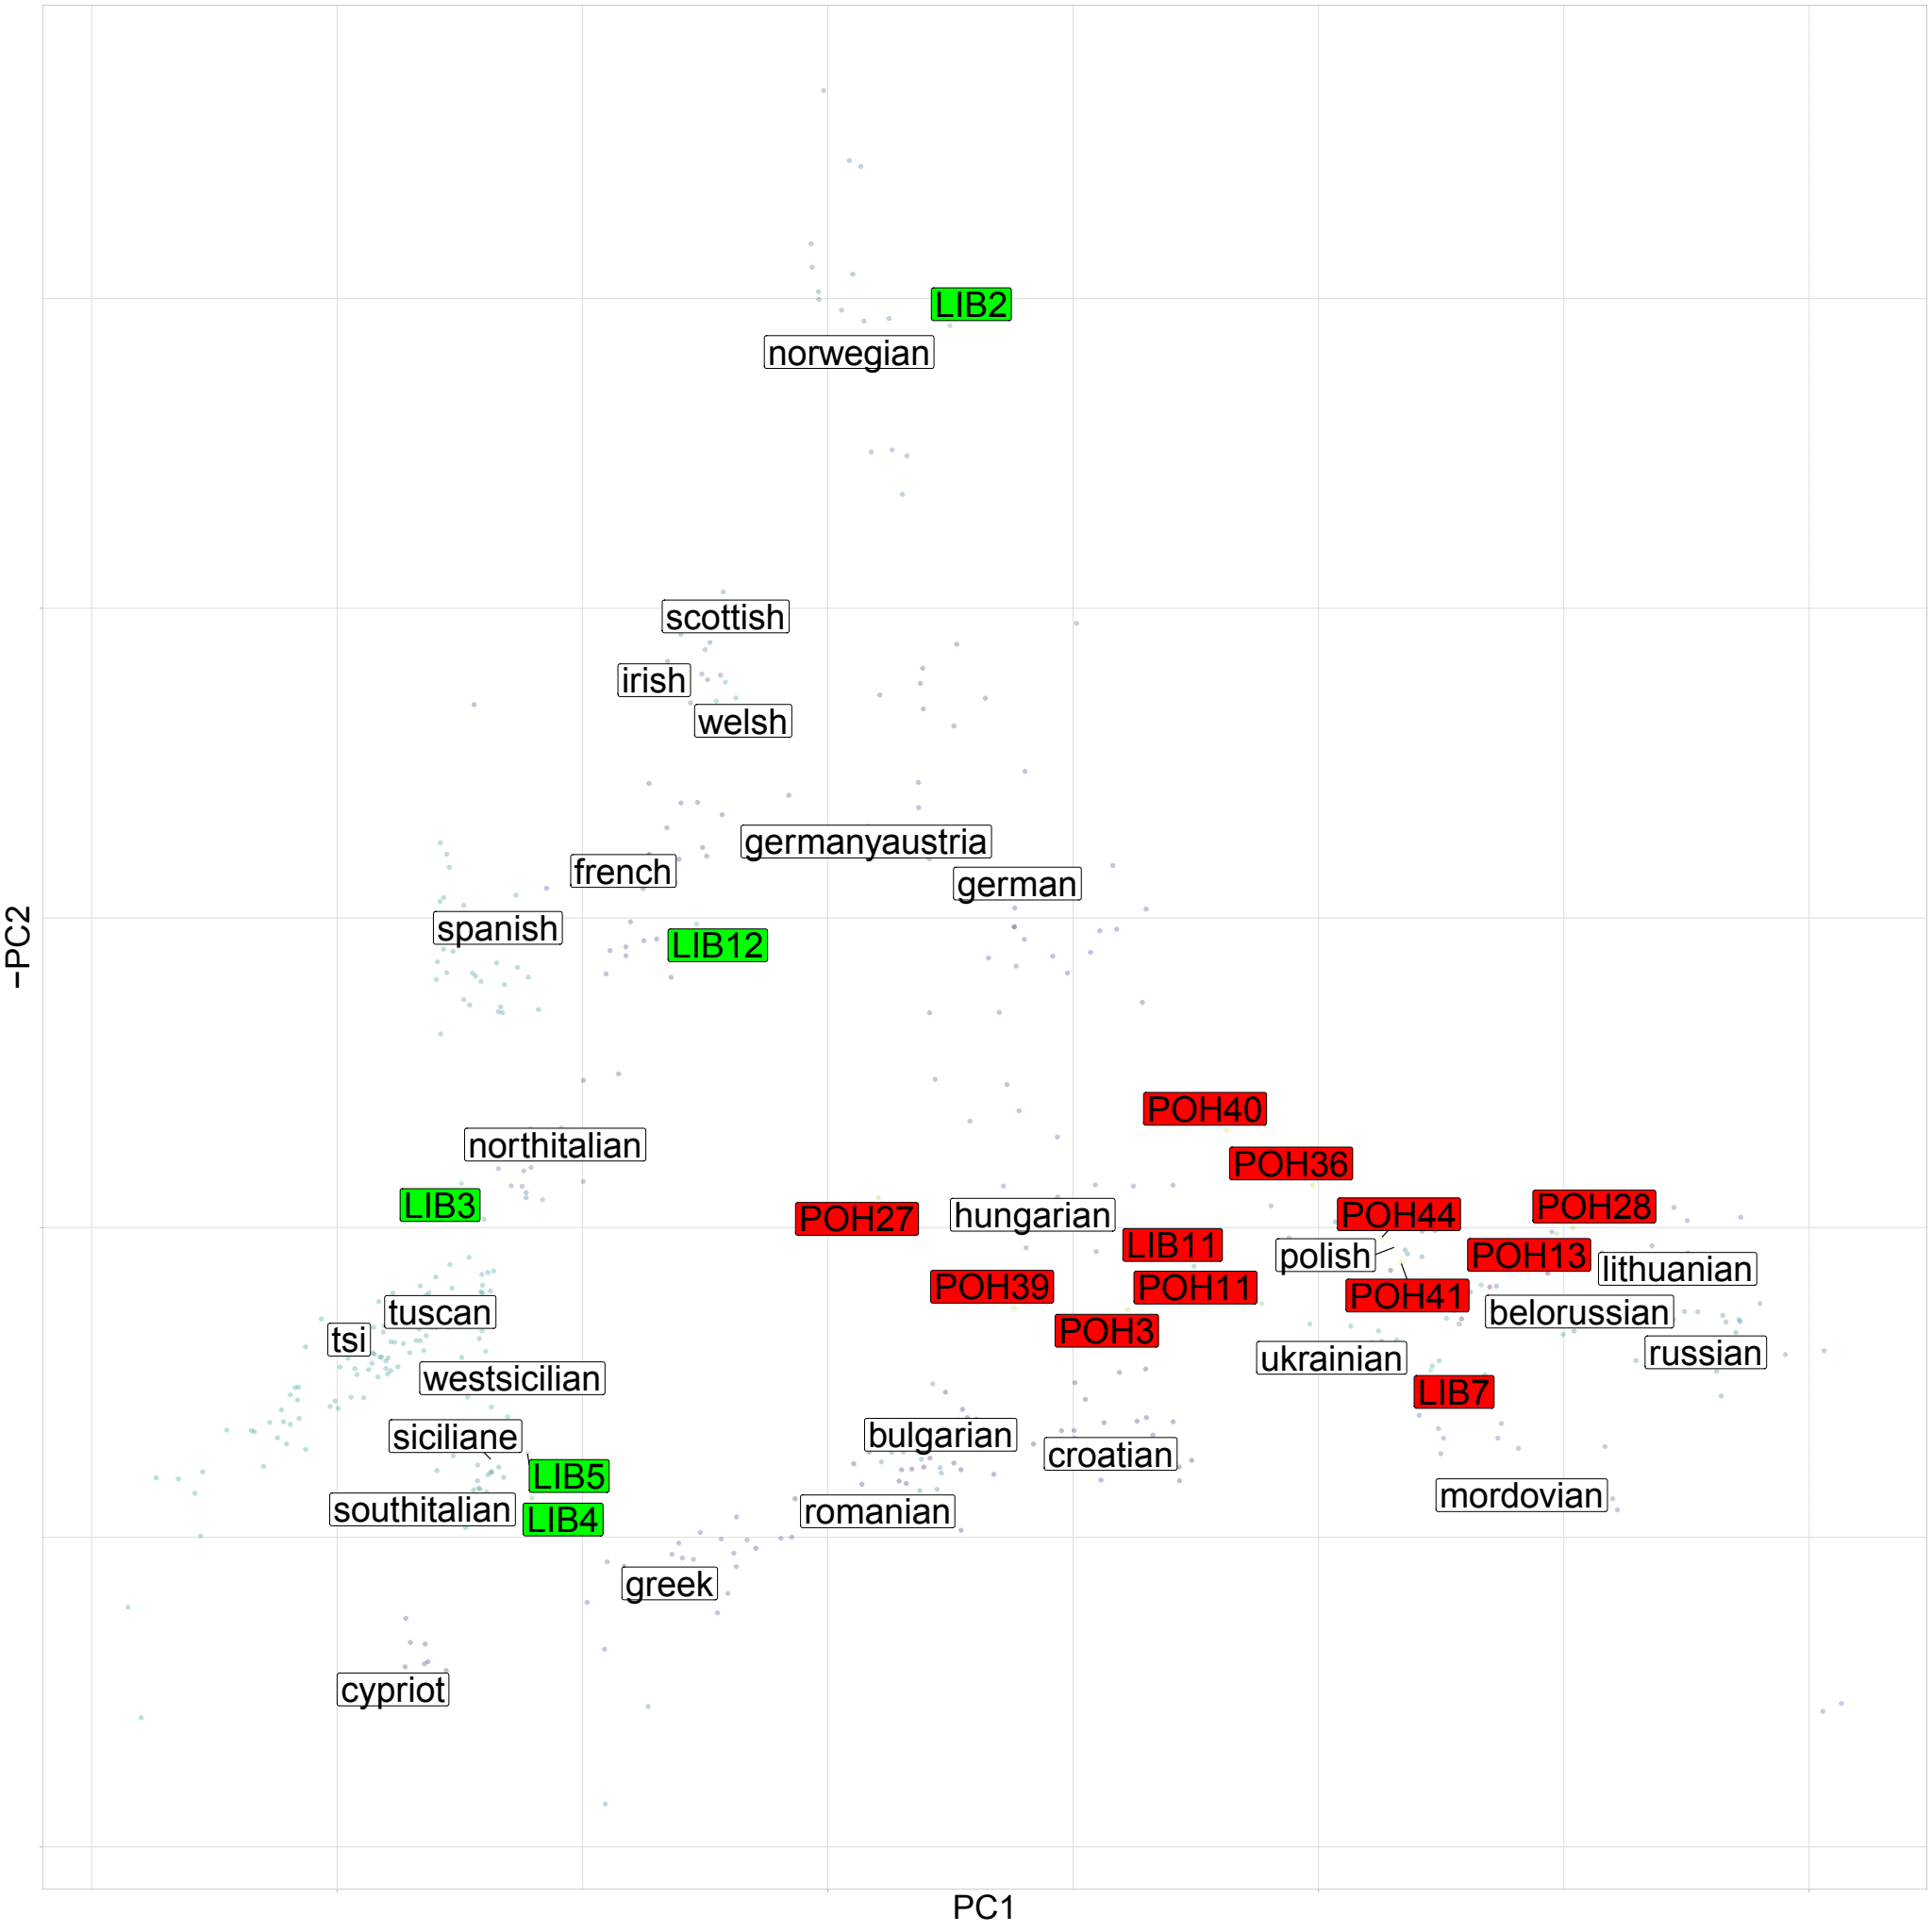 LIB2
norwegian
scottish
irish
welsh
germanyaustria
french
german
spanish
LIB12
−PC2
POH40
northitalian
POH36
LIB3
POH27
hungarian
POH44
POH28
LIB11
polish
POH13
lithuanian
POH39
POH11
POH41
tuscan
belorussian
tsi
POH3
ukrainian
russian
westsicilian
LIB7
siciliane
bulgarian
croatian
LIB5
mordovian
southitalian
romanian
LIB4
greek
cypriot
PC1